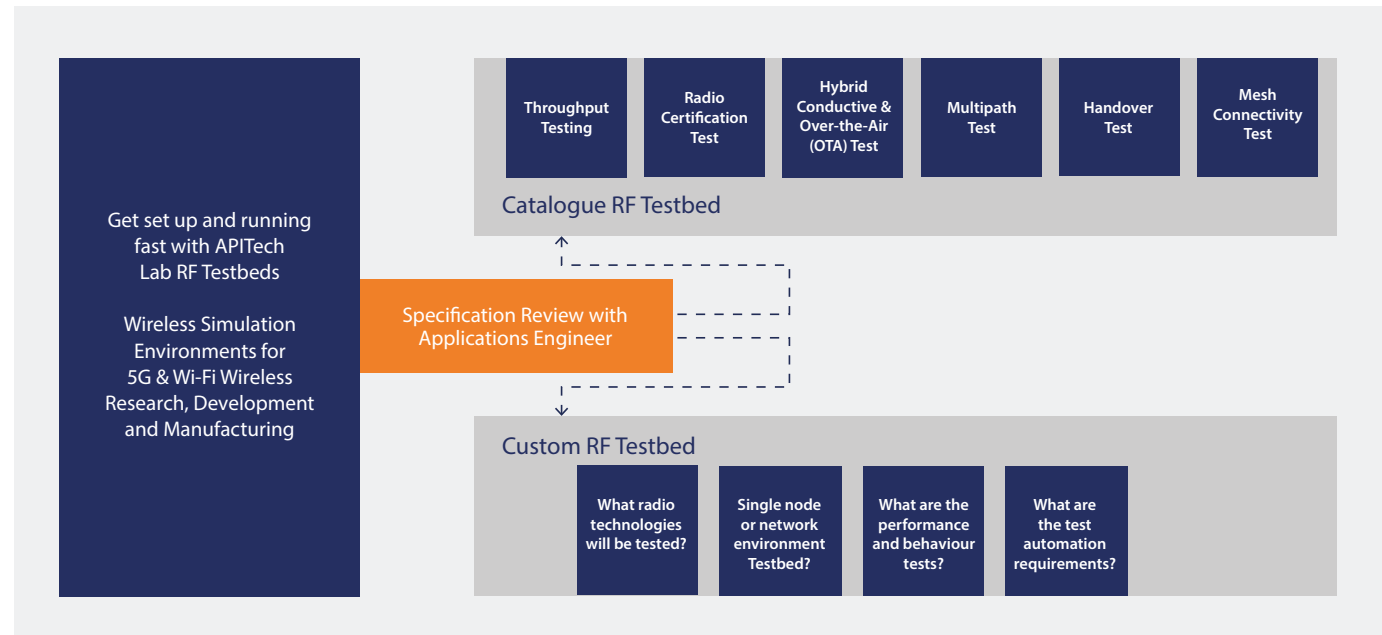 Get set up and running
fast with APITech
Lab RF Testbeds
Wireless Simulation
Environments for
5G & Wi-Fi Wireless
Research, Development
and Manufacturing
Specification Review with
Applications Engineer
Throughput
Testing
Radio
Certification
Test
Hybrid
Conductive &
Over-the-Air
(OTA) Test
Multipath
Test
Handover
Test
Mesh
Connectivity
Test
Catalogue RF Testbed
Custom RF Testbed
What radio
technologies
will be tested?
Single node
or network
environment
Testbed?
What are the
performance
and behaviour
tests?
What are
the test
automation
requirements?